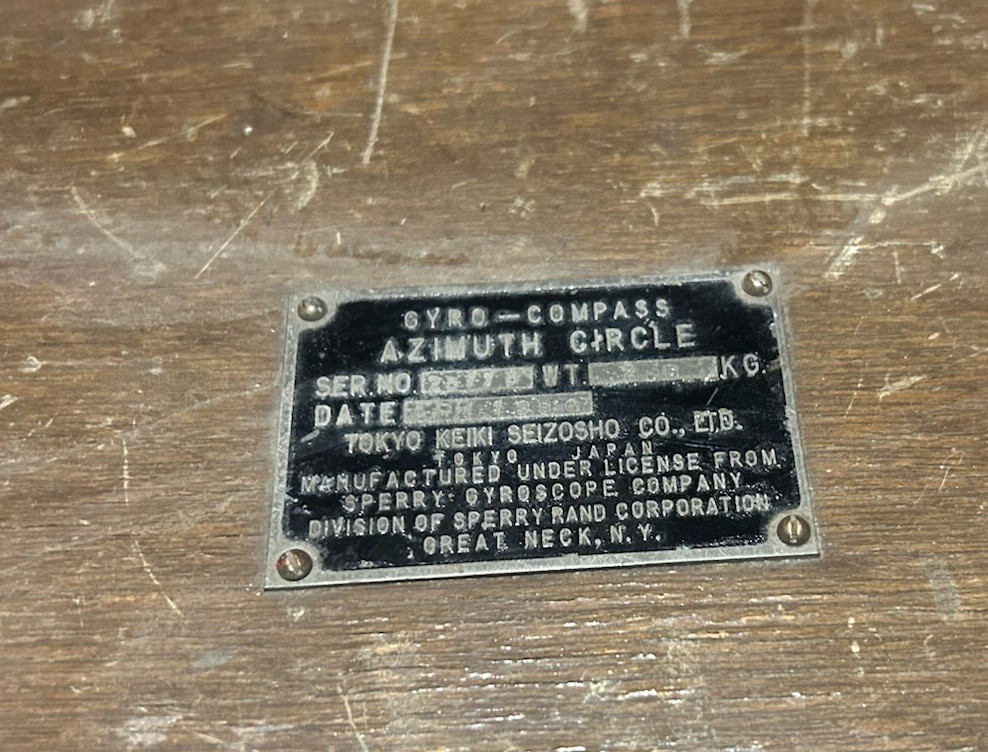 GYRO-COMPASS
AZIMUTH CIRCLE
SER. NO. WT. KG.
DATE
TOKYO KEIKI SEIZOSHO CO., LTD.
TOKYO JAPAN
MANUFACTURED UNDER LICENSE FROM
SPERRY GYROSCOPE COMPANY
DIVISION OF SPERRY RAND CORPORATION
GREAT NECK, N.Y.